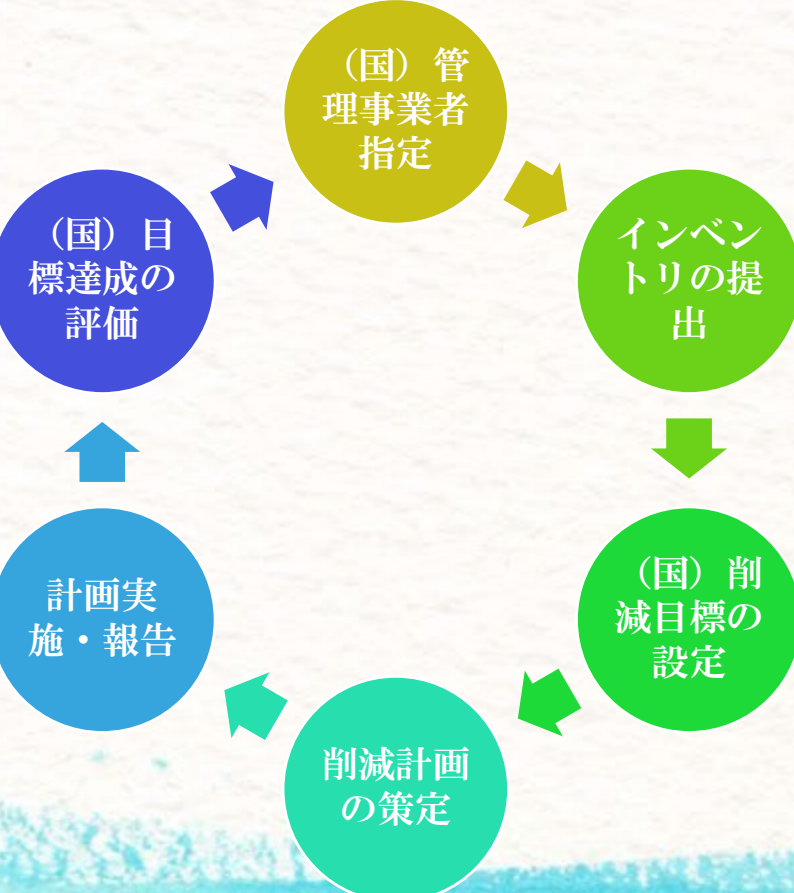 （国）管
理事業者
指定
インベン
トリの提
出
（国）削
減目標の
設定
削減計画
の策定
計画実
施・報告
（国）目
標達成の
評価